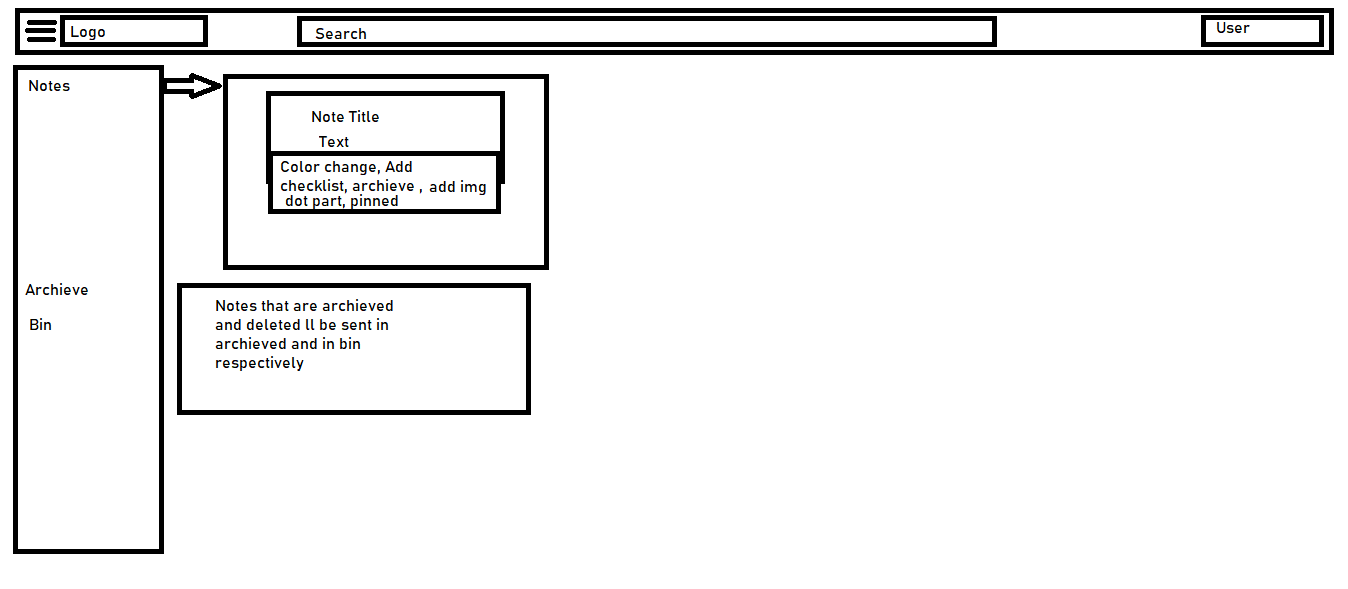 Logo
Search
User
Notes
Note Title
Text
Color change, Add
checklist, archieve , add img
dot part, pinned
Archieve
Bin
Notes that are archieved
and deleted ll be sent in
archieved and in bin
respectively